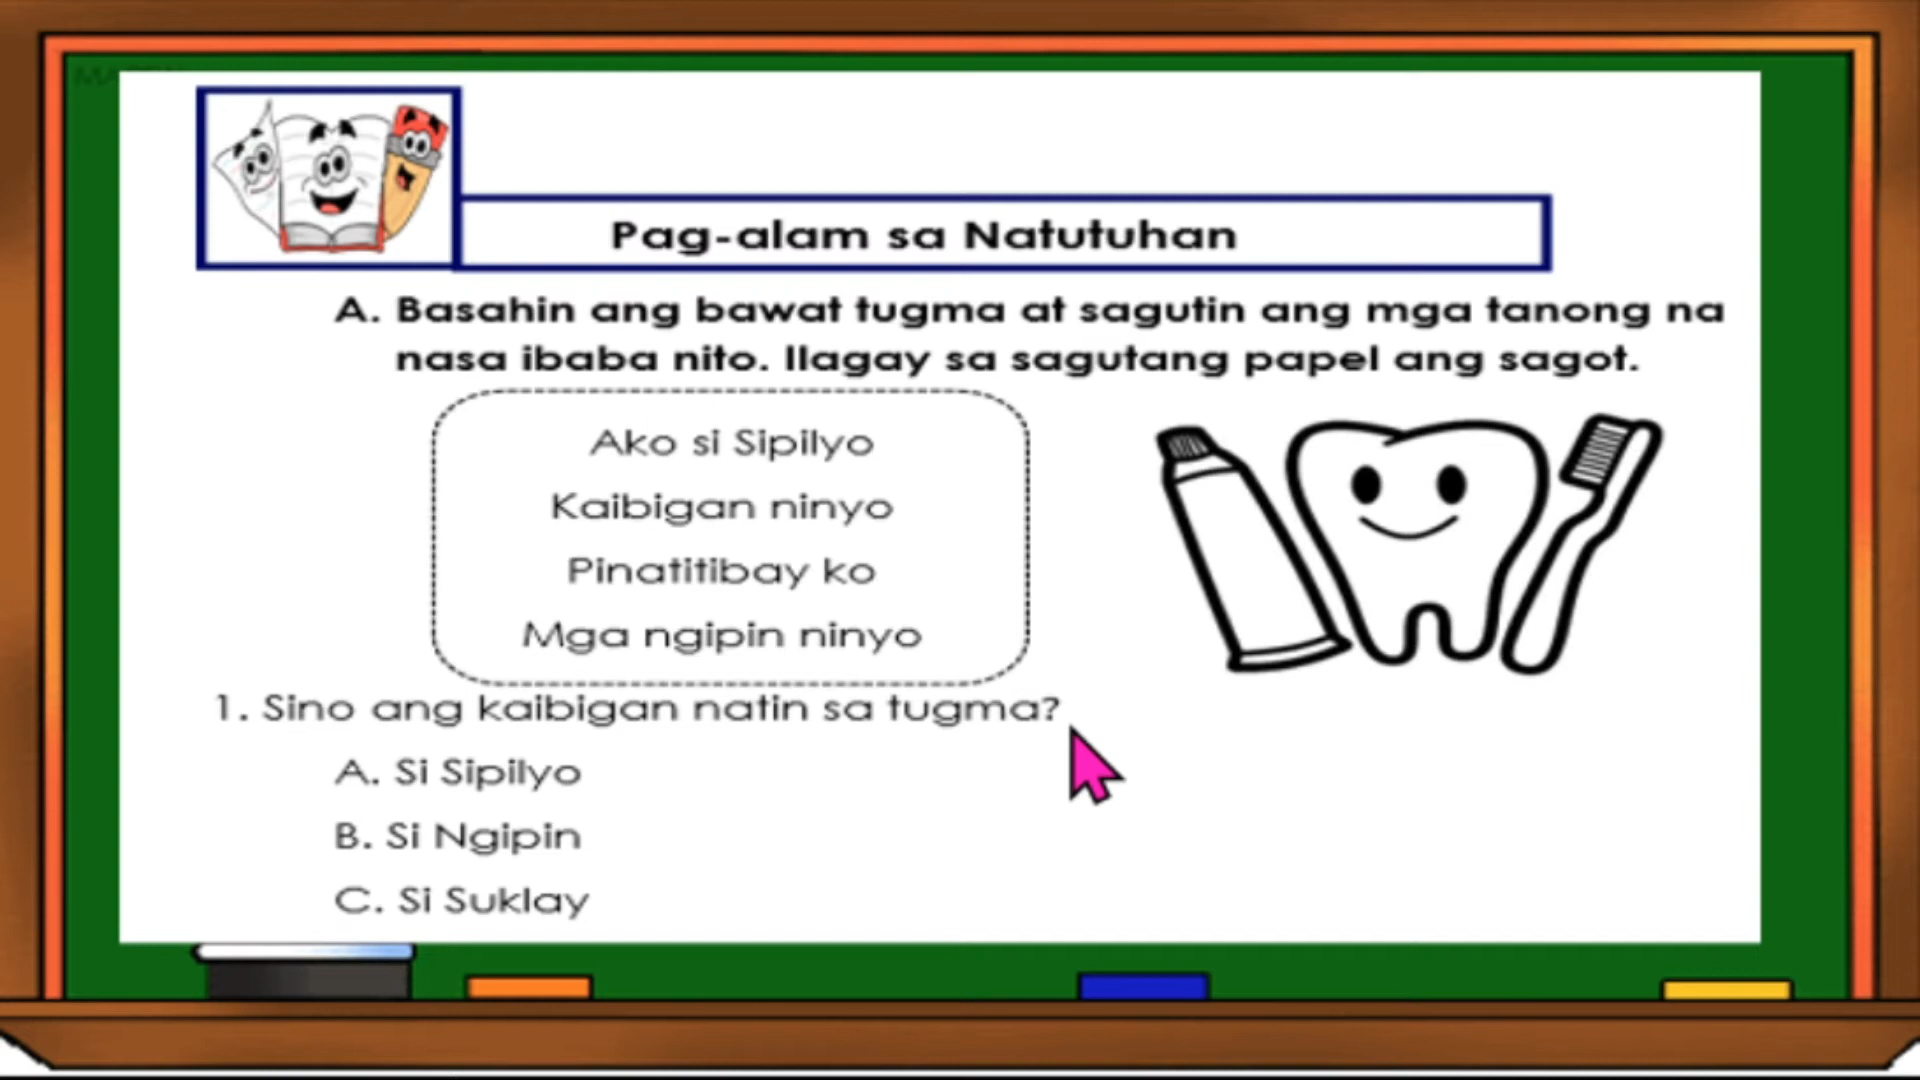 Pag-alam sa Natutuhan
A. Basahin ang bawat tugma at sagutin ang mga tanong na
nasa ibaba nito. Ilagay sa sagutang papel ang sagot.
Ako si Sipilyo
Kaibigan ninyo
Pinatitibay ko
Mga ngipin ninyo
1. Sino ang kaibigan natin sa tugma?
A. Si Sipilyo
B. Si Ngipin
C. Si Suklay